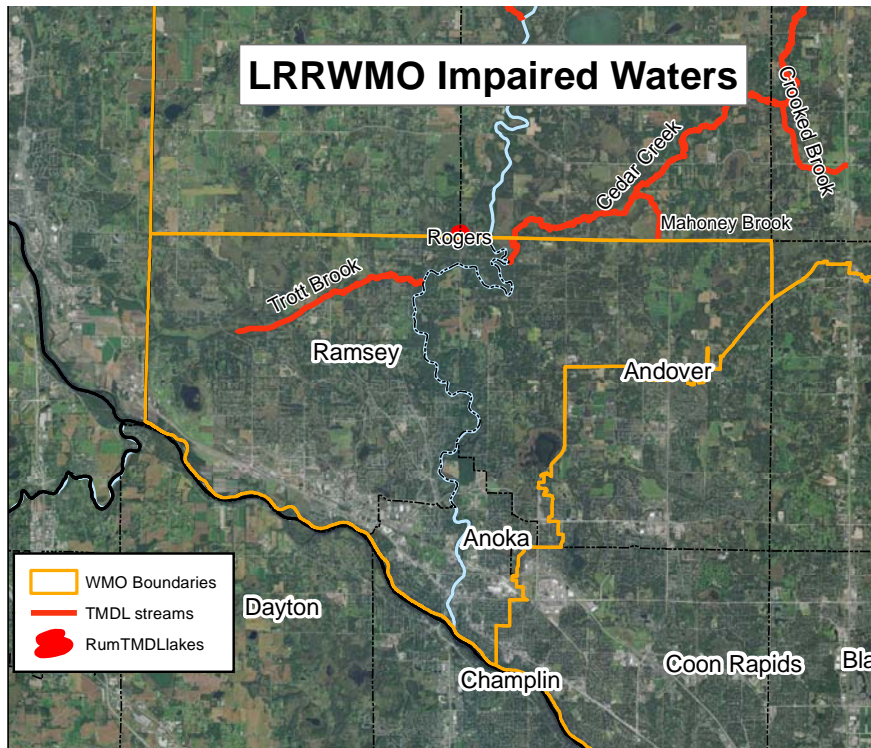 LRRWMO Impaired Waters
Crooked Brook
Cedar Creek
Mahoney Brook
Rogers
Trott Brook
Ramsey
Andover
Anoka
WMO Boundaries
TMDL streams
RumTMDLlakes
Dayton
Champlin
Coon Rapids
Bla